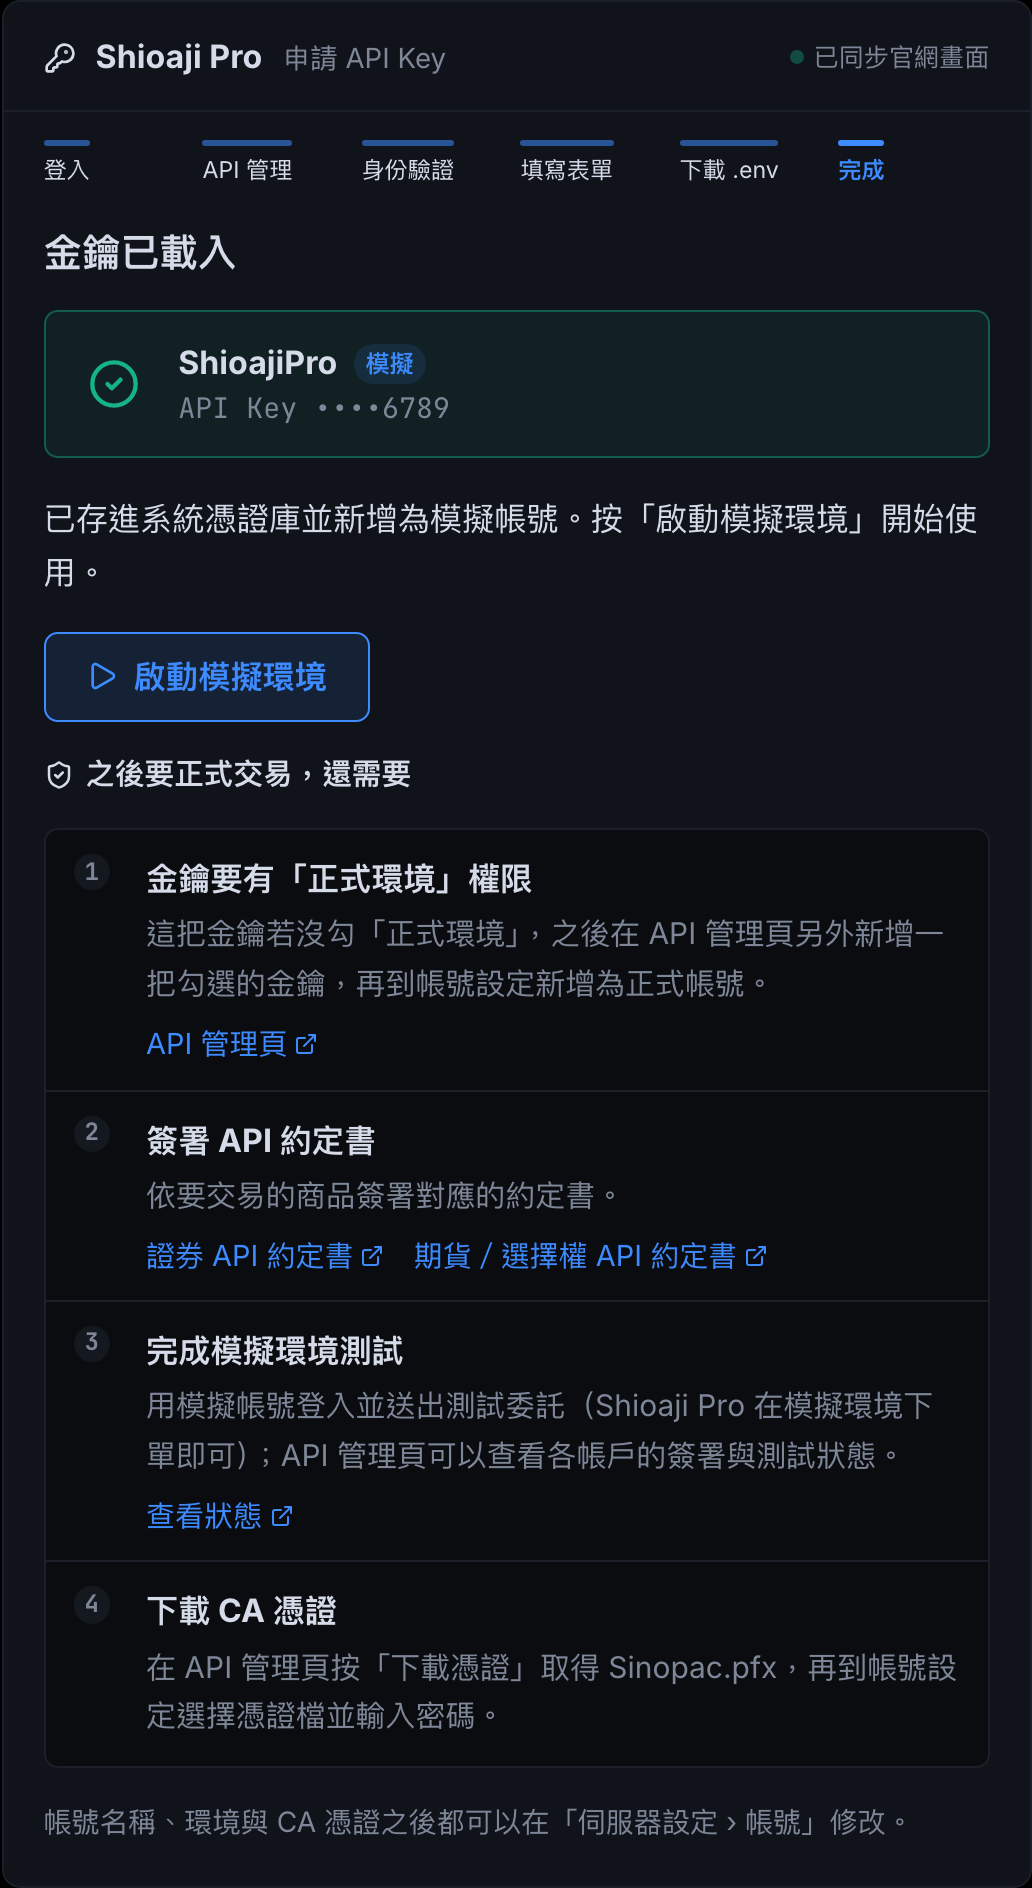 Shioaji Pro 申請 API Key
已同步官網畫面
登入 API 管理 身份驗證 填寫表單 下載 .env 完成
金鑰已載入
ShioajiPro 模擬
API Key ••••6789
已存進系統憑證庫並新增為模擬帳號。按「啟動模擬環境」開始使
用。
啟動模擬環境
之後要正式交易，還需要
1 金鑰要有「正式環境」權限
這把金鑰若沒勾「正式環境」，之後在 API 管理頁另外新增一
把勾選的金鑰，再到帳號設定新增為正式帳號。
API 管理頁
2 簽署 API 約定書
依要交易的商品簽署對應的約定書。
證券 API 約定書 期貨 / 選擇權 API 約定書
3 完成模擬環境測試
用模擬帳號登入並送出測試委託（Shioaji Pro 在模擬環境下
單即可）；API 管理頁可以查看各帳戶的簽署與測試狀態。
查看狀態
4 下載 CA 憑證
在 API 管理頁按「下載憑證」取得 Sinopac.pfx，再到帳號設
定選擇憑證檔並輸入密碼。
帳號名稱、環境與 CA 憑證之後都可以在「伺服器設定 › 帳號」修改。